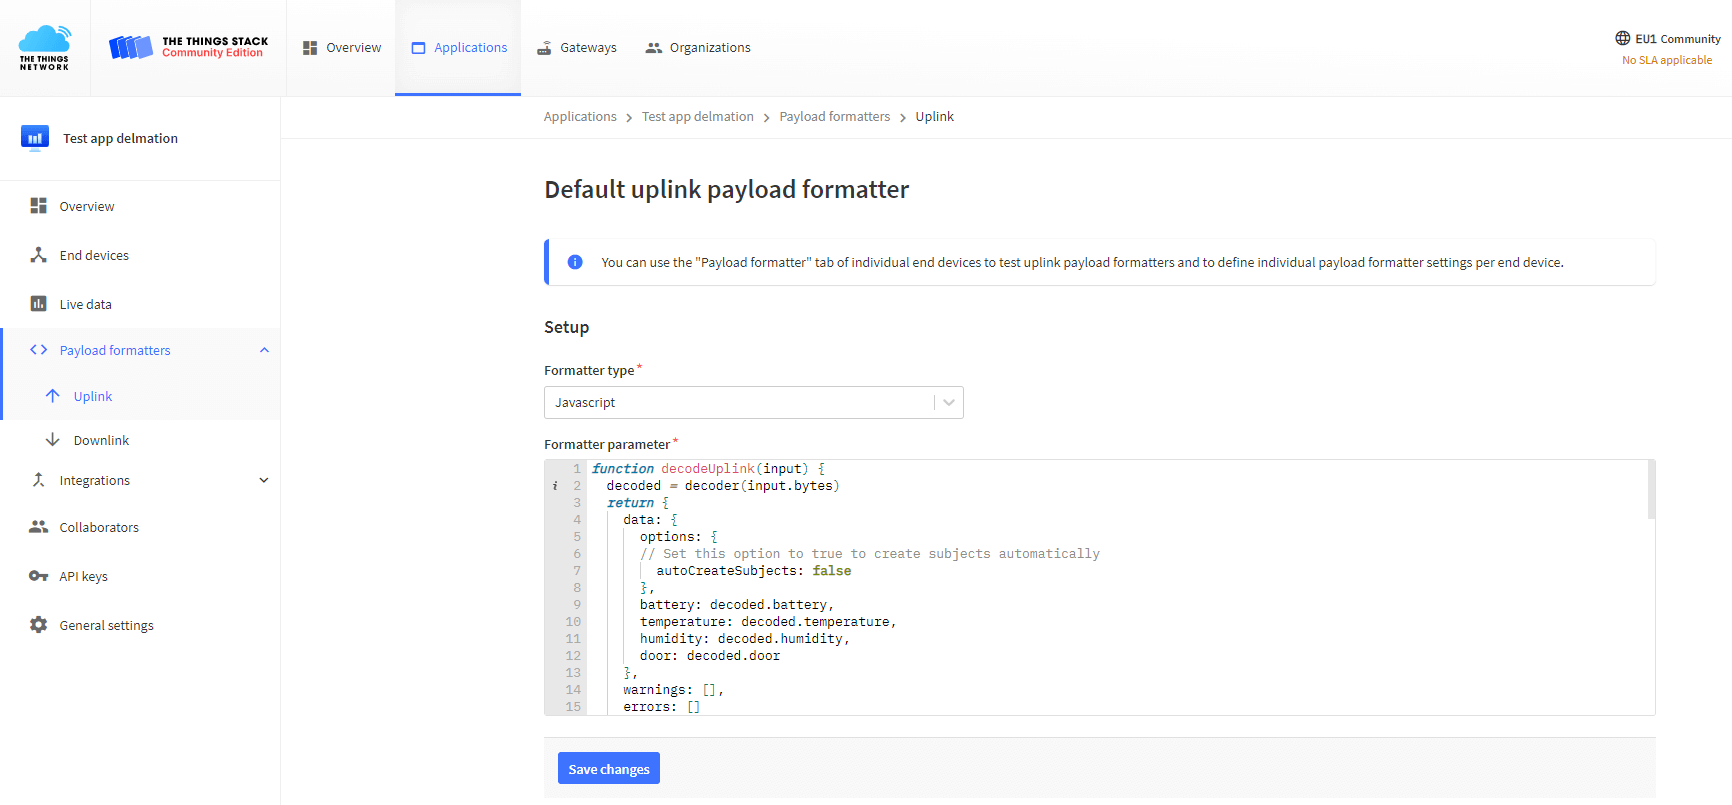 THE THINGS
NETWORK
THE THINGS STACK
Community Edition
Overview
Applications
Gateways
Organizations
EU1 Community
No SLA applicable
Test app delmation
Overview
End devices
Live data
Payload formatters
Uplink
Downlink
Integrations
Collaborators
API keys
General settings
Applications > Test app delmation > Payload formatters > Uplink
Default uplink payload formatter
You can use the "Payload formatter" tab of individual end devices to test uplink payload formatters and to define individual payload formatter settings per end device.
Setup
Formatter type*
Javascript
Formatter parameter*
1 function decodeUplink(input) {
i 2 decoded = decoder(input.bytes)
3 return {
4 data: {
5 options: {
6 // Set this option to true to create subjects automatically
7 autoCreateSubjects: false
8 },
9 battery: decoded.battery,
10 temperature: decoded.temperature,
11 humidity: decoded.humidity,
12 door: decoded.door
13 },
14 warnings: [],
15 errors: []
Save changes